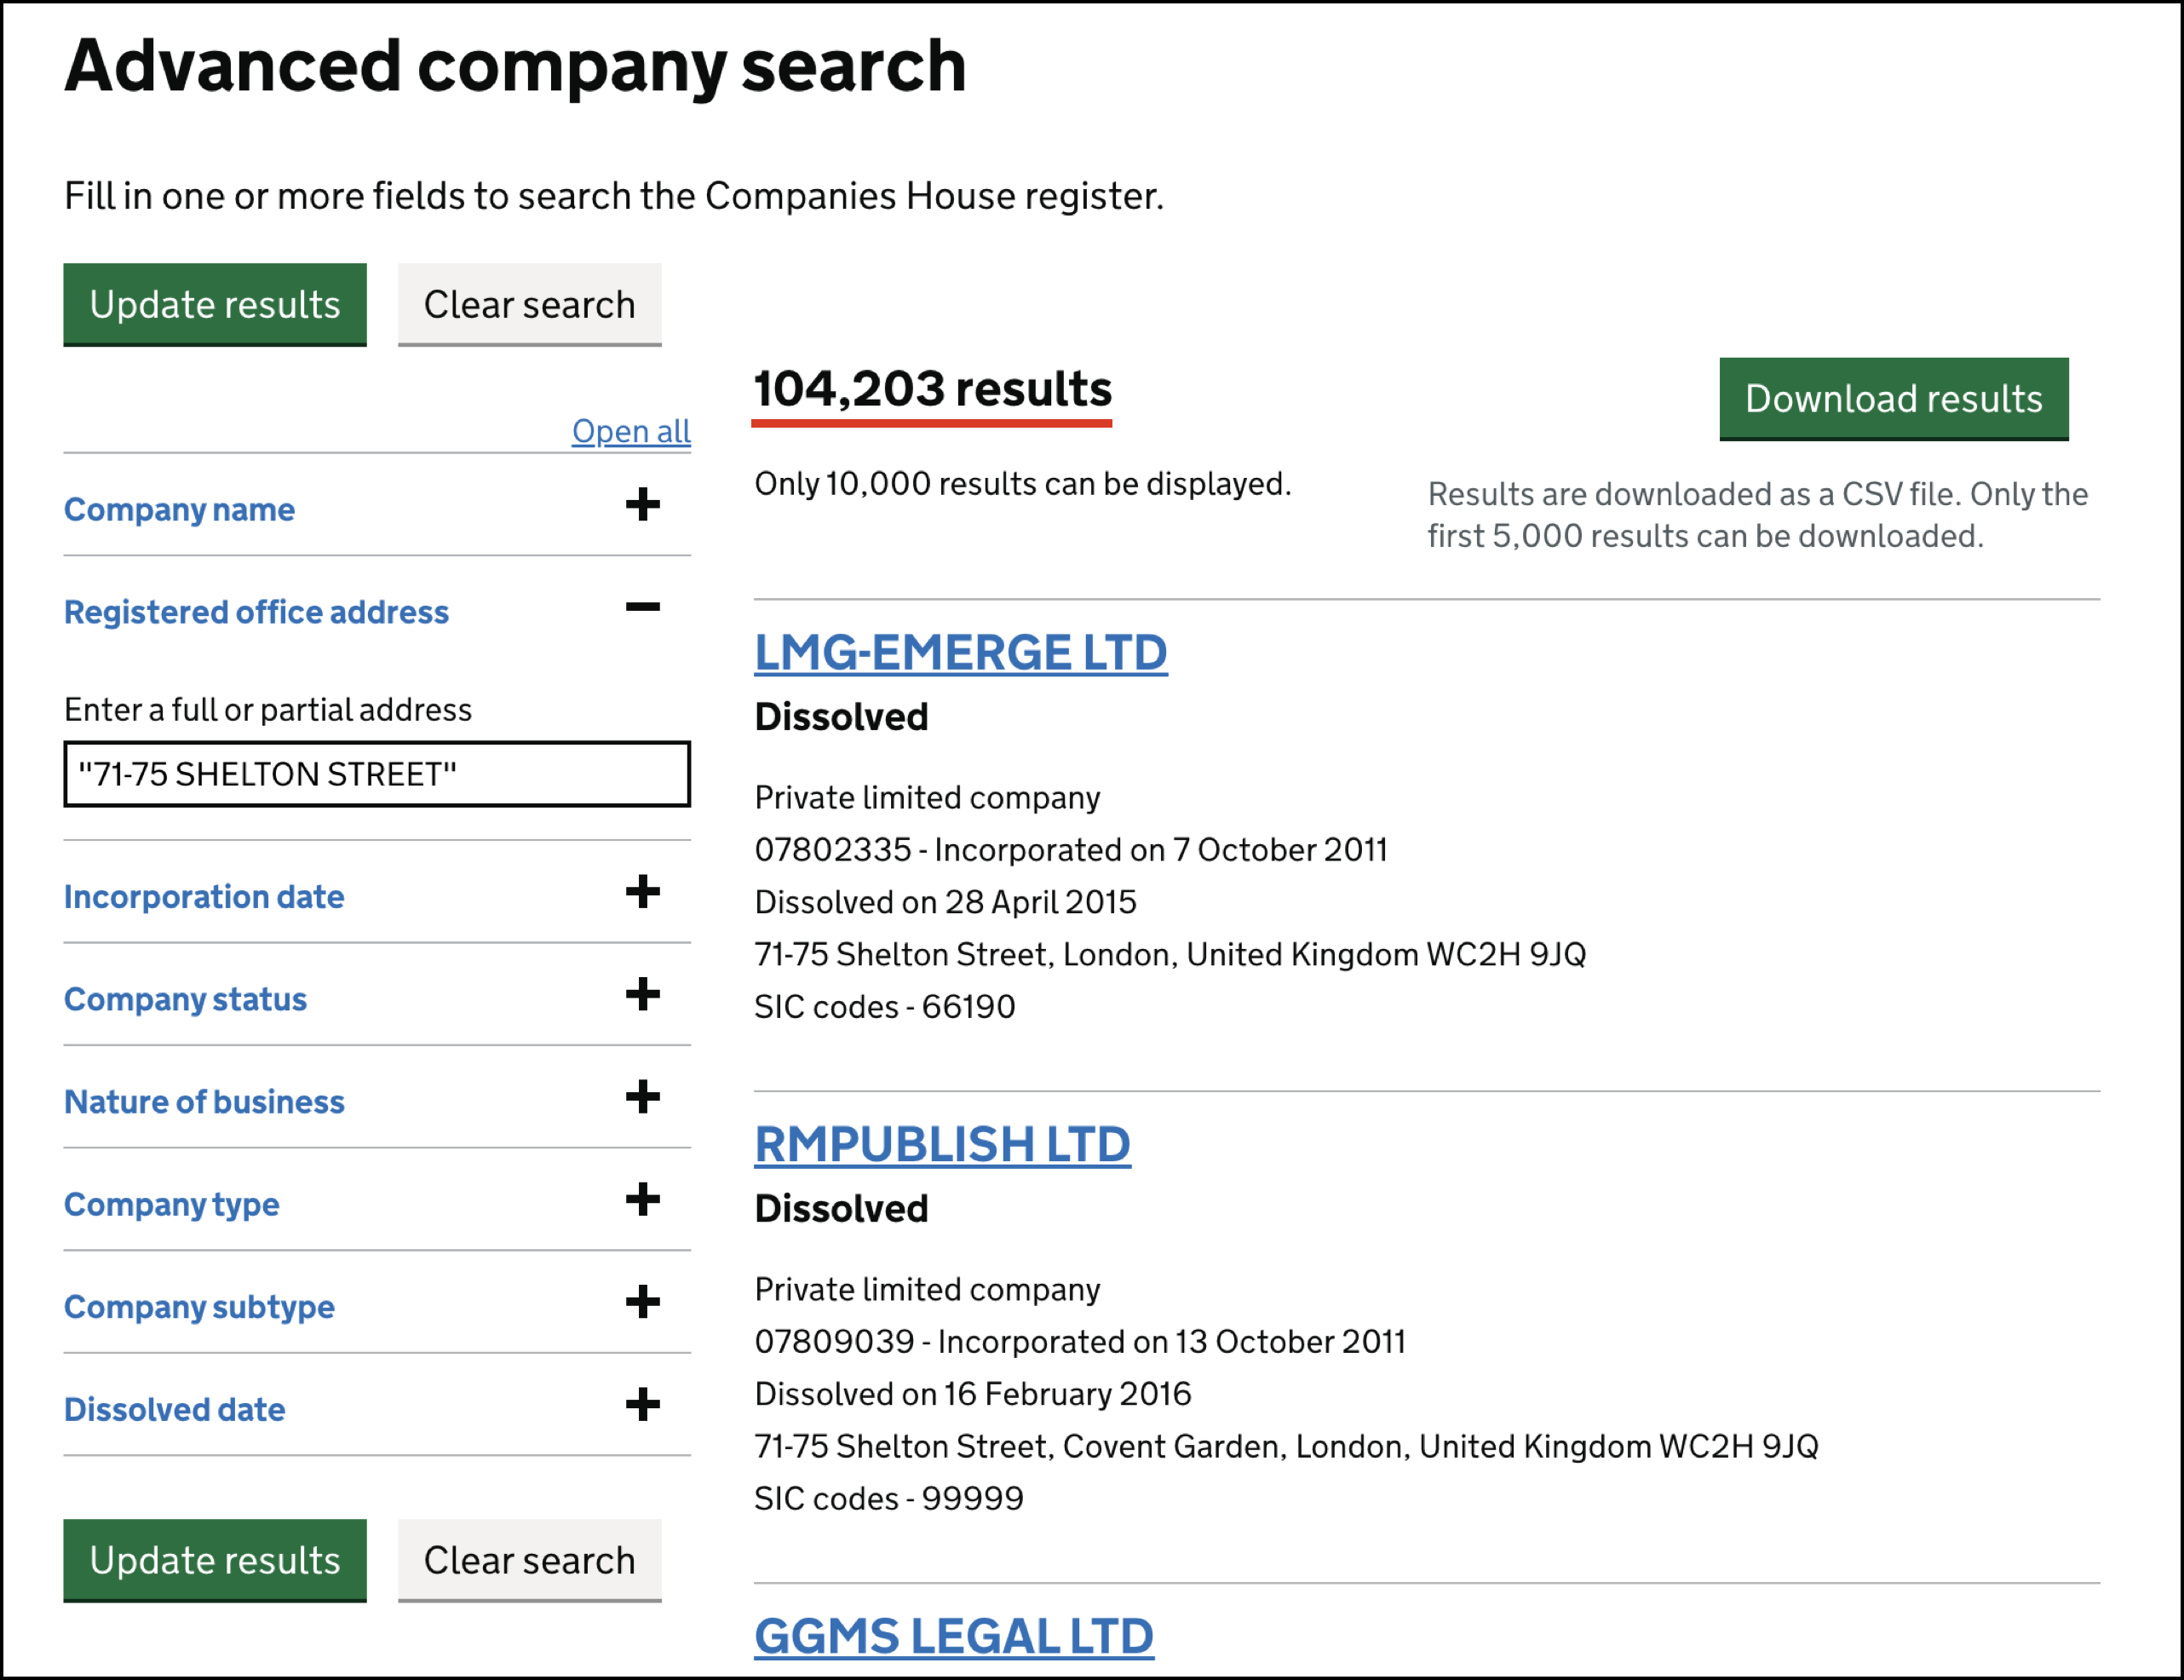 Advanced company search
Fill in one or more fields to search the Companies House register.
Update results
Clear search
Open all
Company name
Registered office address
Enter a full or partial address
"71-75 SHELTON STREET"
Incorporation date
Company status
Nature of business
Company type
Company subtype
Dissolved date
Update results
Clear search
104,203 results
Only 10,000 results can be displayed.
Download results
Results are downloaded as a CSV file. Only the
first 5,000 results can be downloaded.
LMG-EMERGE LTD
Dissolved
Private limited company
07802335 - Incorporated on 7 October 2011
Dissolved on 28 April 2015
71-75 Shelton Street, London, United Kingdom WC2H 9JQ
SIC codes - 66190
RMPUBLISH LTD
Dissolved
Private limited company
07809039 - Incorporated on 13 October 2011
Dissolved on 16 February 2016
71-75 Shelton Street, Covent Garden, London, United Kingdom WC2H 9JQ
SIC codes - 99999
GGMS LEGAL LTD